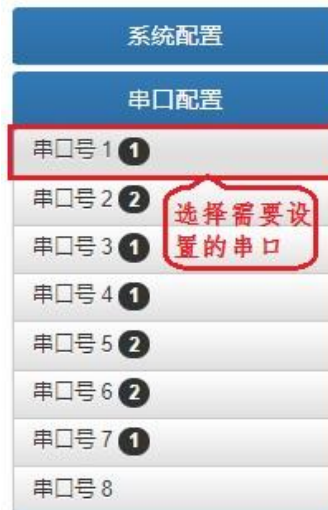 系统配置
串口配置
串口号 1 1
串口号 2 2
选择需要设
置的串口
串口号 3 1
串口号 4 1
串口号 5 2
串口号 6 2
串口号 7 1
串口号 8